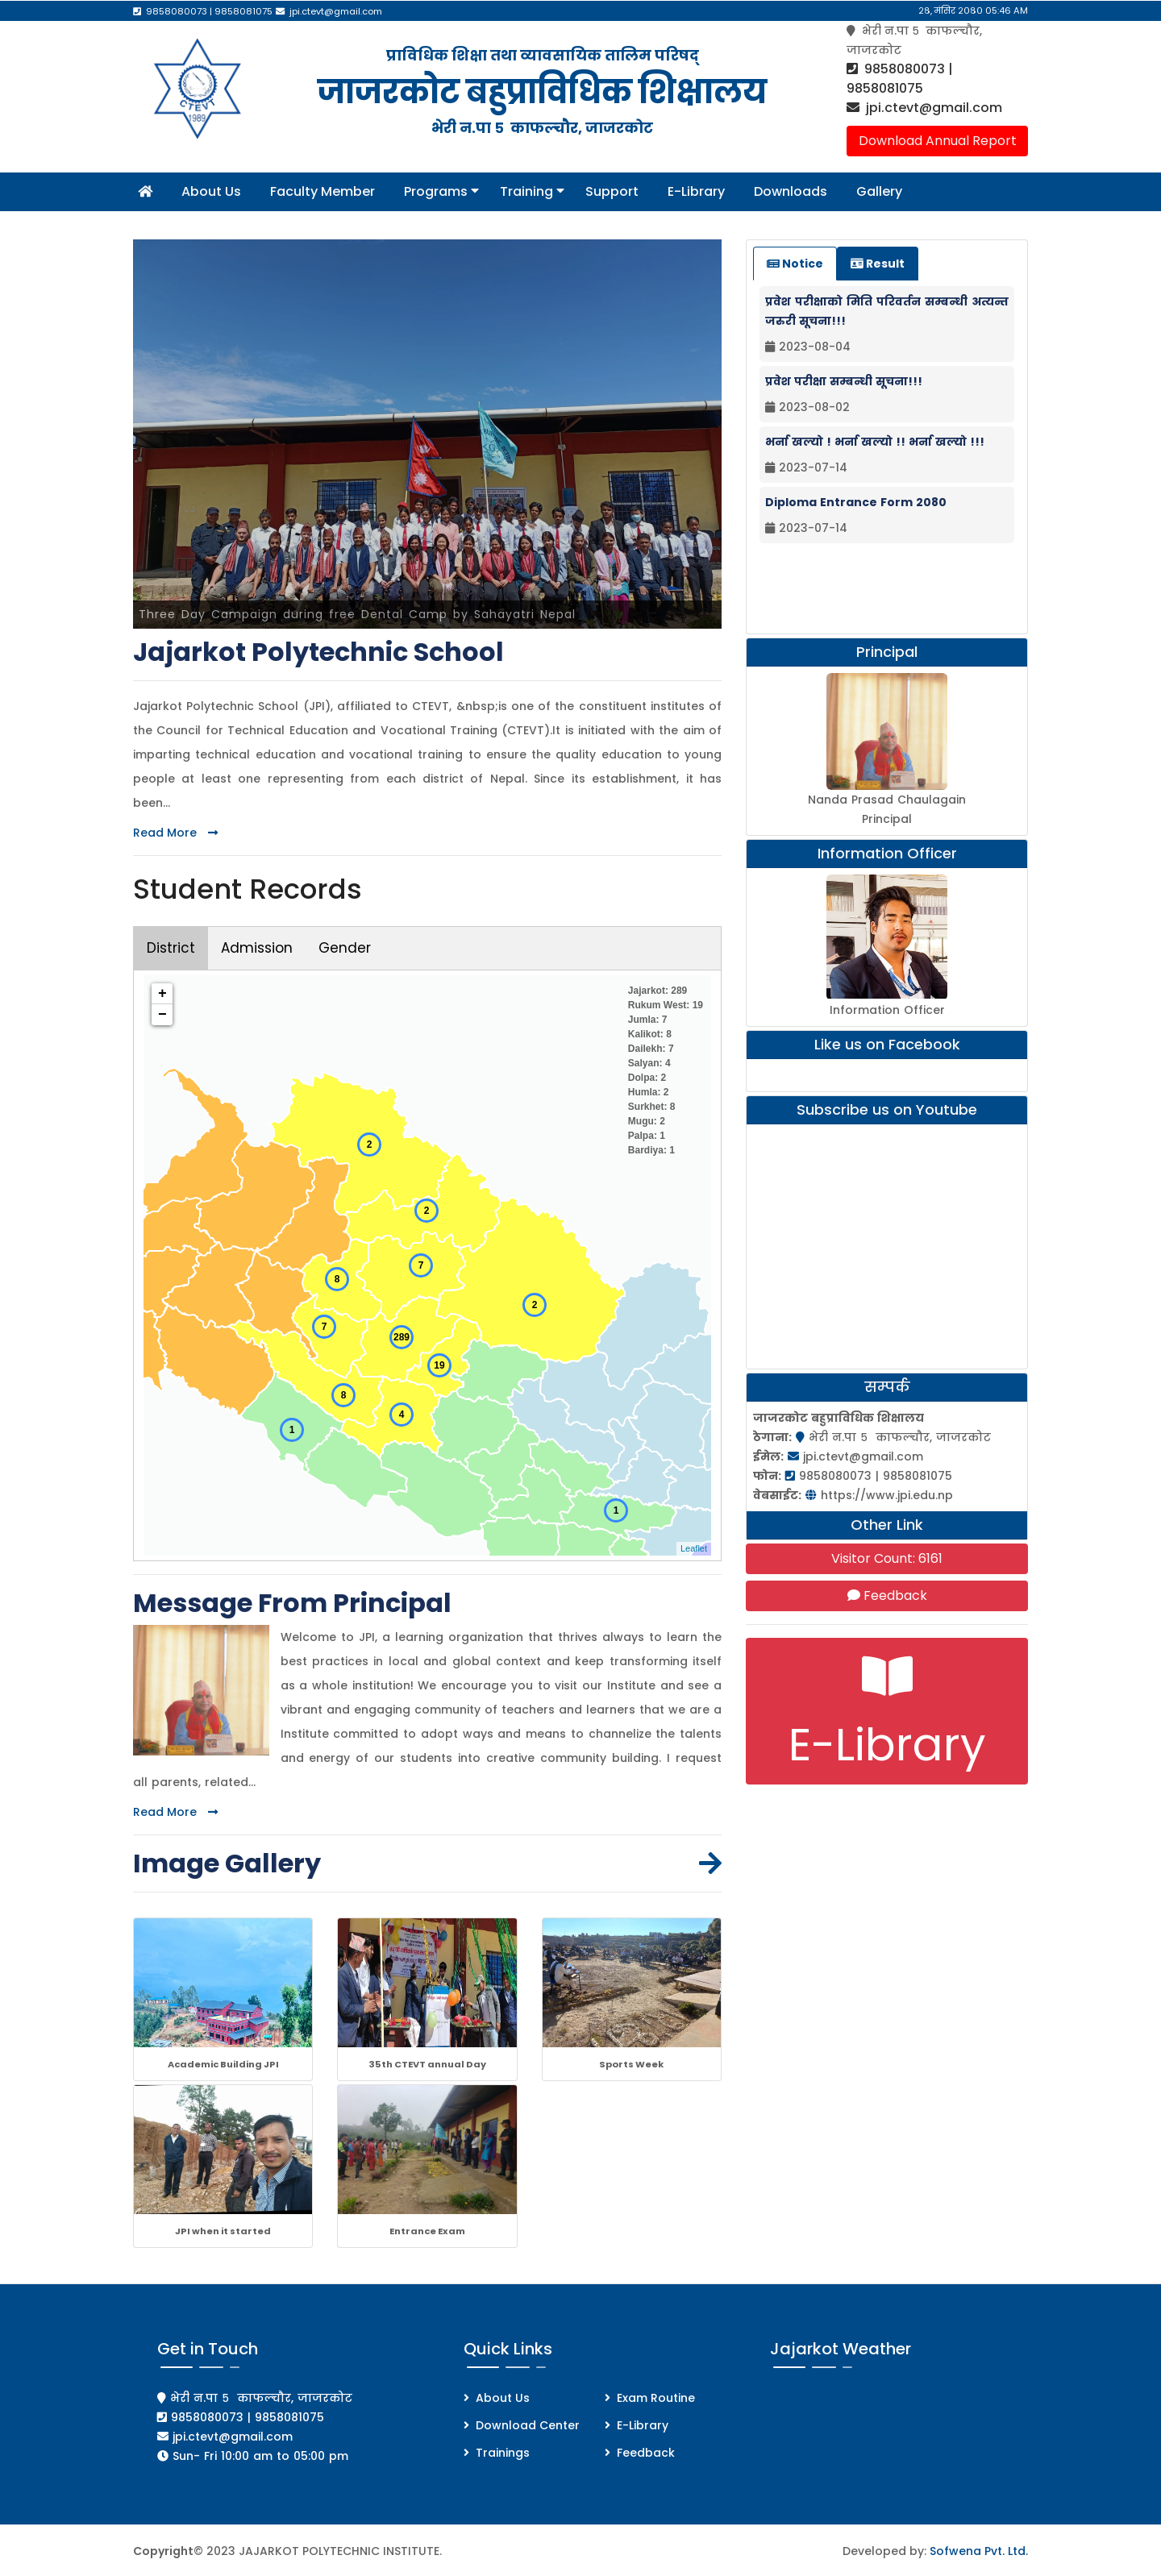 9858080073 | 9858081075 jpi.ctevt@gmail.com
२८, मंसिर २०८० 05:46 AM
प्राविधिक शिक्षा तथा व्यावसायिक तालिम परिषद्
जाजरकोट बहुप्राविधिक शिक्षालय
भेरी न.पा ५ काफल्चौर, जाजरकोट
CTEVT
1989
भेरी न.पा ५ काफल्चौर,
जाजरकोट
9858080073 |
9858081075
jpi.ctevt@gmail.com
Download Annual Report
About Us Faculty Member Programs Training Support E-Library Downloads Gallery
Three Day Campaign during free Dental Camp by Sahayatri Nepal
Jajarkot Polytechnic School
Jajarkot Polytechnic School (JPI), affiliated to CTEVT, &nbsp;is one of the constituent institutes of
the Council for Technical Education and Vocational Training (CTEVT).It is initiated with the aim of
imparting technical education and vocational training to ensure the quality education to young
people at least one representing from each district of Nepal. Since its establishment, it has
been...
Read More
Student Records
District Admission Gender
+
−
Jajarkot: 289
Rukum West: 19
Jumla: 7
Kalikot: 8
Dailekh: 7
Salyan: 4
Dolpa: 2
Humla: 2
Surkhet: 8
Mugu: 2
Palpa: 1
Bardiya: 1
2
2
7
8
2
7
289
19
8
4
1
1
Leaflet
Message From Principal
Welcome to JPI, a learning organization that thrives always to learn the
best practices in local and global context and keep transforming itself
as a whole institution! We encourage you to visit our Institute and see a
vibrant and engaging community of teachers and learners that we are a
Institute committed to adopt ways and means to channelize the talents
and energy of our students into creative community building. I request
all parents, related...
Read More
Image Gallery
Academic Building JPI
35th CTEVT annual Day
Sports Week
JPI when it started
Entrance Exam
Notice Result
प्रवेश परीक्षाको मिति परिवर्तन सम्बन्धी अत्यन्त
जरुरी सूचना!!!
2023-08-04
प्रवेश परीक्षा सम्बन्धी सूचना!!!
2023-08-02
भर्ना खुल्यो ! भर्ना खुल्यो !! भर्ना खुल्यो !!!
2023-07-14
Diploma Entrance Form 2080
2023-07-14
Principal
Nanda Prasad Chaulagain
Principal
Information Officer
Information Officer
Like us on Facebook
Subscribe us on Youtube
सम्पर्क
जाजरकोट बहुप्राविधिक शिक्षालय
ठेगाना: भेरी न.पा ५ काफल्चौर, जाजरकोट
ईमेल: jpi.ctevt@gmail.com
फोन: 9858080073 | 9858081075
वेबसाईट: https://www.jpi.edu.np
Other Link
Visitor Count: 6161
Feedback
E-Library
Get in Touch
भेरी न.पा ५ काफल्चौर, जाजरकोट
9858080073 | 9858081075
jpi.ctevt@gmail.com
Sun- Fri 10:00 am to 05:00 pm
Quick Links
About Us
Download Center
Trainings
Exam Routine
E-Library
Feedback
Jajarkot Weather
Copyright© 2023 JAJARKOT POLYTECHNIC INSTITUTE.
Developed by: Sofwena Pvt. Ltd.